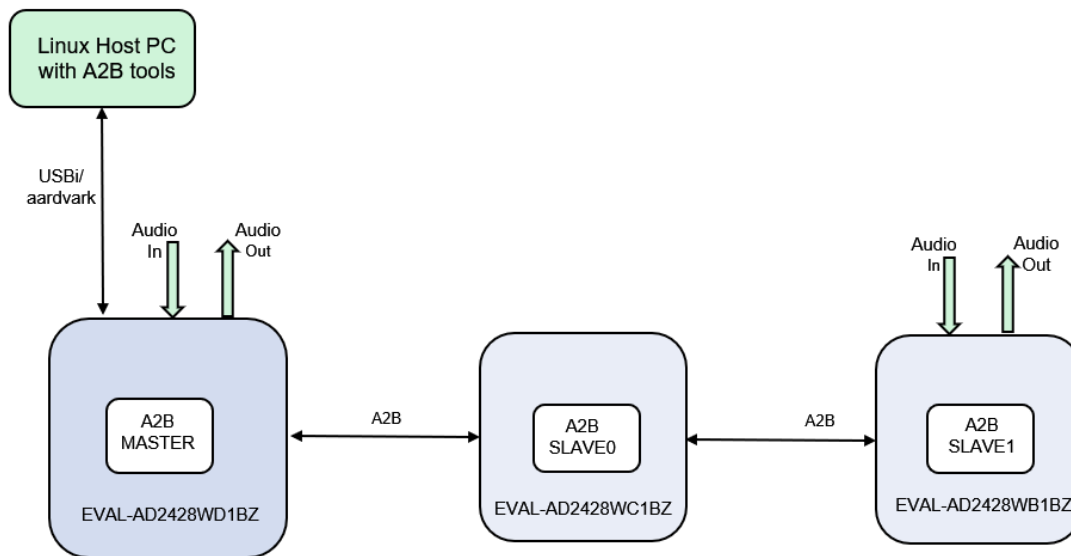 Linux Host PC
with A2B tools
USBi/
aardvark
Audio
In
Audio
Out
Audio
In
Audio
Out
A2B
MASTER
EVAL-AD2428WD1BZ
A2B
A2B
SLAVE0
EVAL-AD2428WC1BZ
A2B
A2B
SLAVE1
EVAL-AD2428WB1BZ